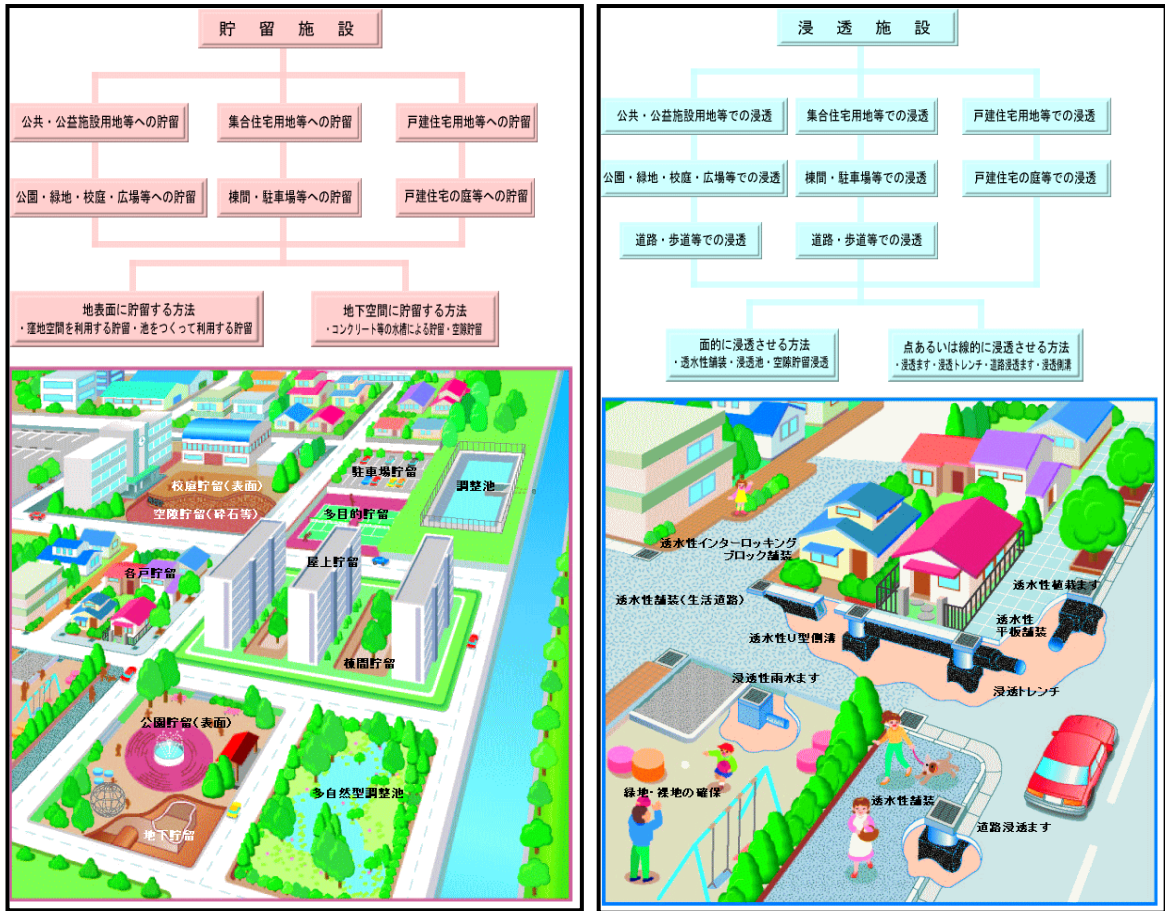 貯留施設
公共・公益施設用地等への貯留
集合住宅用地等への貯留
戸建住宅用地等への貯留
公園・緑地・校庭・広場等への貯留
棟間・駐車場等への貯留
戸建住宅の庭等への貯留
地表面に貯留する方法
・窪地空間を利用する貯留・池をつくって利用する貯留
地下空間に貯留する方法
・コンクリート等の水槽による貯留・空隙貯留
校庭貯留(表面)
空隙貯留(砕石等)
駐車場貯留
調整池
多目的貯留
屋上貯留
各戸貯留
棟間貯留
公園貯留(表面)
多自然型調整池
地下貯留
浸透施設
公共・公益施設用地等での浸透
集合住宅用地等での浸透
戸建住宅用地等での浸透
公園・緑地・校庭・広場等での浸透
棟間・駐車場等での浸透
戸建住宅の庭等での浸透
道路・歩道等での浸透
道路・歩道等での浸透
面的に浸透させる方法
・透水性舗装・浸透池・空隙貯留浸透
点あるいは線的に浸透させる方法
・浸透ます・浸透トレンチ・道路浸透ます・浸透側溝
透水性インターロッキング
ブロック舗装
透水性舗装(生活道路)
透水性植栽ます
透水性
平板舗装
透水性U型側溝
浸透性雨水ます
浸透トレンチ
緑地・裸地の確保
透水性舗装
道路浸透ます